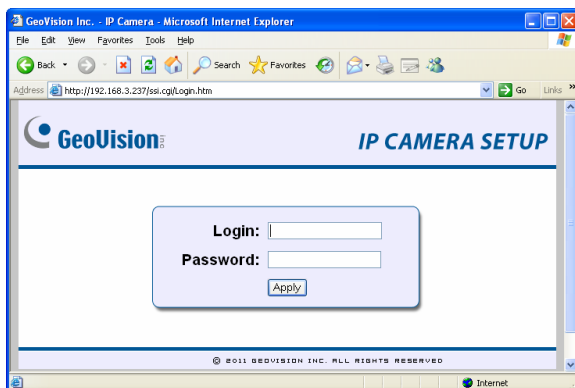 GeoVision Inc. - IP Camera - Microsoft Internet Explorer
File Edit View Favorites Tools Help
Back Search Favorites
Address http://192.168.3.237/ssi.cgi/Login.htm Go Links »
GeoVision Inc IP CAMERA SETUP
Login:
Password:
Apply
© 2011 GEOVISION INC. ALL RIGHTS RESERVED
Internet